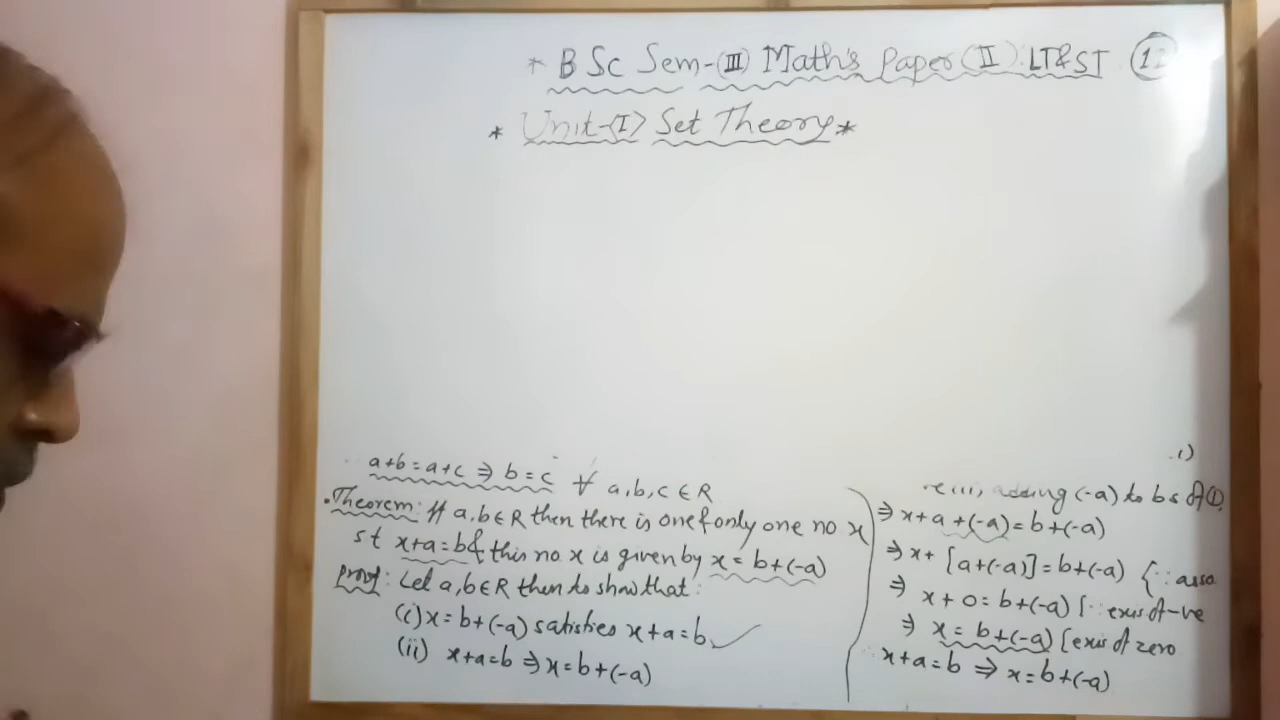 * BSc Sem-(III) Math's Paper (II) LT&ST
* Unit-(I) Set Theory *
a+b=a+c ⇒ b=c ∀ a,b,c ∈ R
Theorem: If a,b∈R then there is one & only one no x
st x+a=b & this no x is given by x=b+(-a)
Proof: Let a,b∈R then to show that:
(i) x=b+(-a) satisfies x+a=b ✓
(ii) x+a=b ⇒ x=b+(-a)
adding (-a) to bs of ①
⇒ x+a+(-a)=b+(-a)
⇒ x+[a+(-a)]=b+(-a) {∵ asso
⇒ x+0=b+(-a) [∵ exis of -ve
⇒ x=b+(-a) [exis of zero
x+a=b ⇒ x=b+(-a)